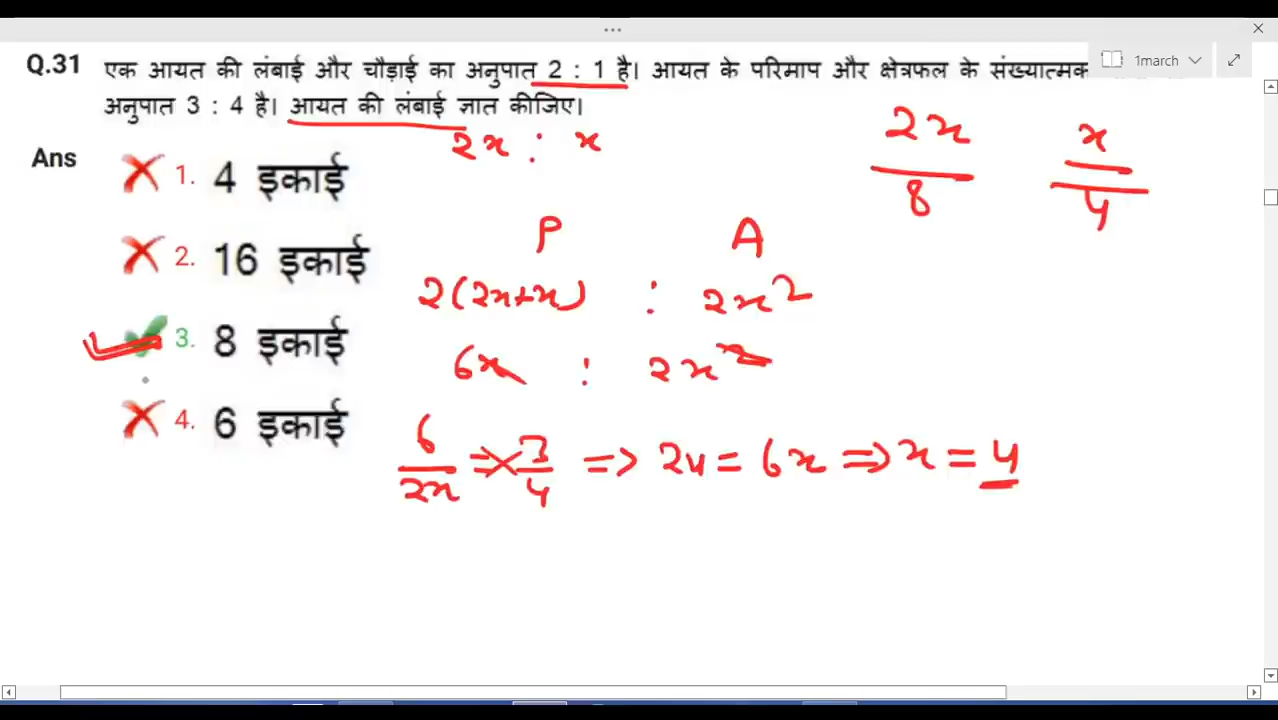 1march
Q.31 एक आयत की लंबाई और चौड़ाई का अनुपात 2 : 1 है। आयत के परिमाप और क्षेत्रफल के संख्यात्मक
अनुपात 3 : 4 है। आयत की लंबाई ज्ञात कीजिए।
2x : x
2x x
8 4
Ans
1. 4 इकाई
P A
2. 16 इकाई
2(2x+x) : 2x²
3. 8 इकाई
6x : 2x²
4. 6 इकाई
6/2x = 3/4 => 24 = 6x => x = 4